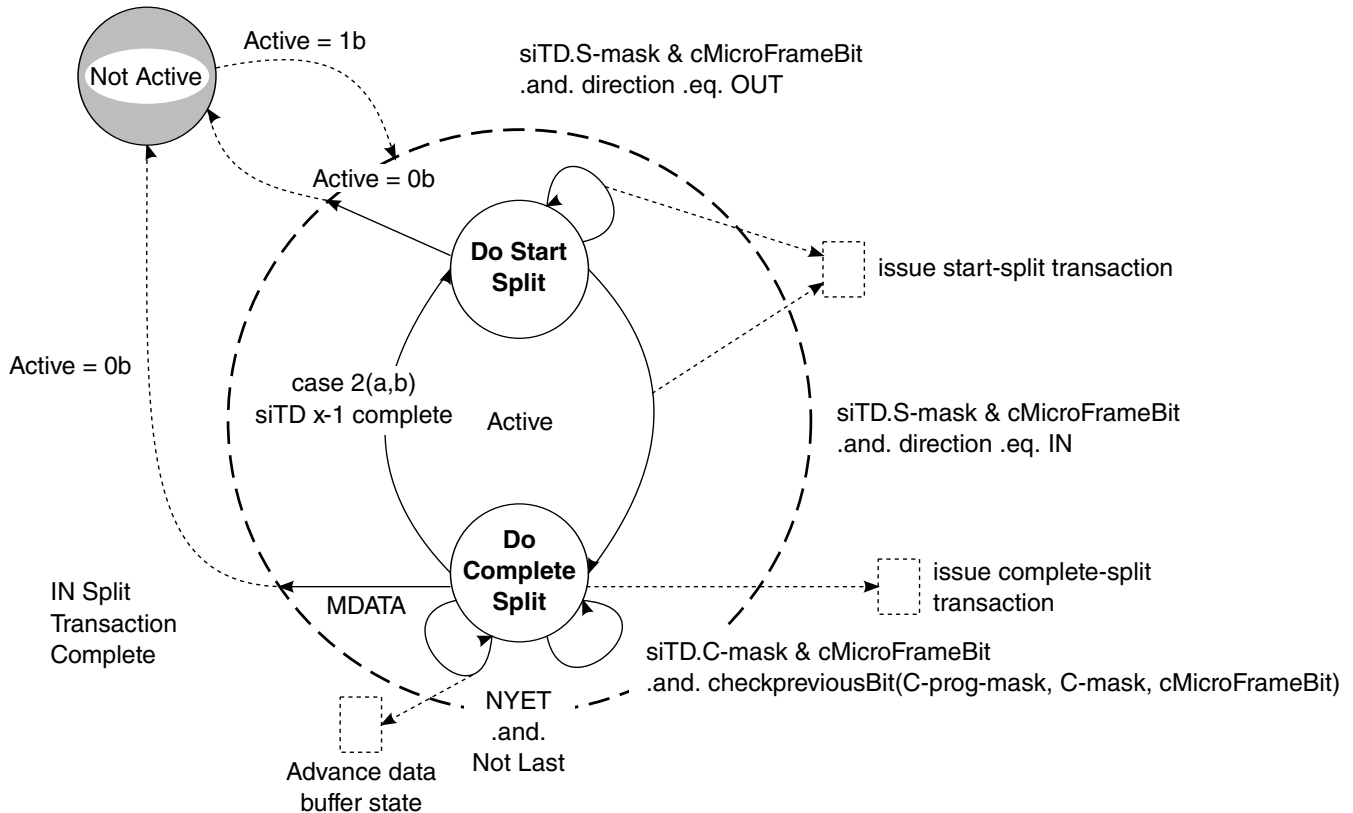 Active = 1b
Not Active
siTD.S-mask & cMicroFrameBit
.and. direction .eq. OUT
Active = 0b
Do Start
Split
issue start-split transaction
Active = 0b
case 2(a,b)
siTD x-1 complete
Active
siTD.S-mask & cMicroFrameBit
.and. direction .eq. IN
Do
Complete
Split
issue complete-split
transaction
MDATA
IN Split
Transaction
Complete
siTD.C-mask & cMicroFrameBit
.and. checkpreviousBit(C-prog-mask, C-mask, cMicroFrameBit)
NYET
.and.
Not Last
Advance data
buffer state